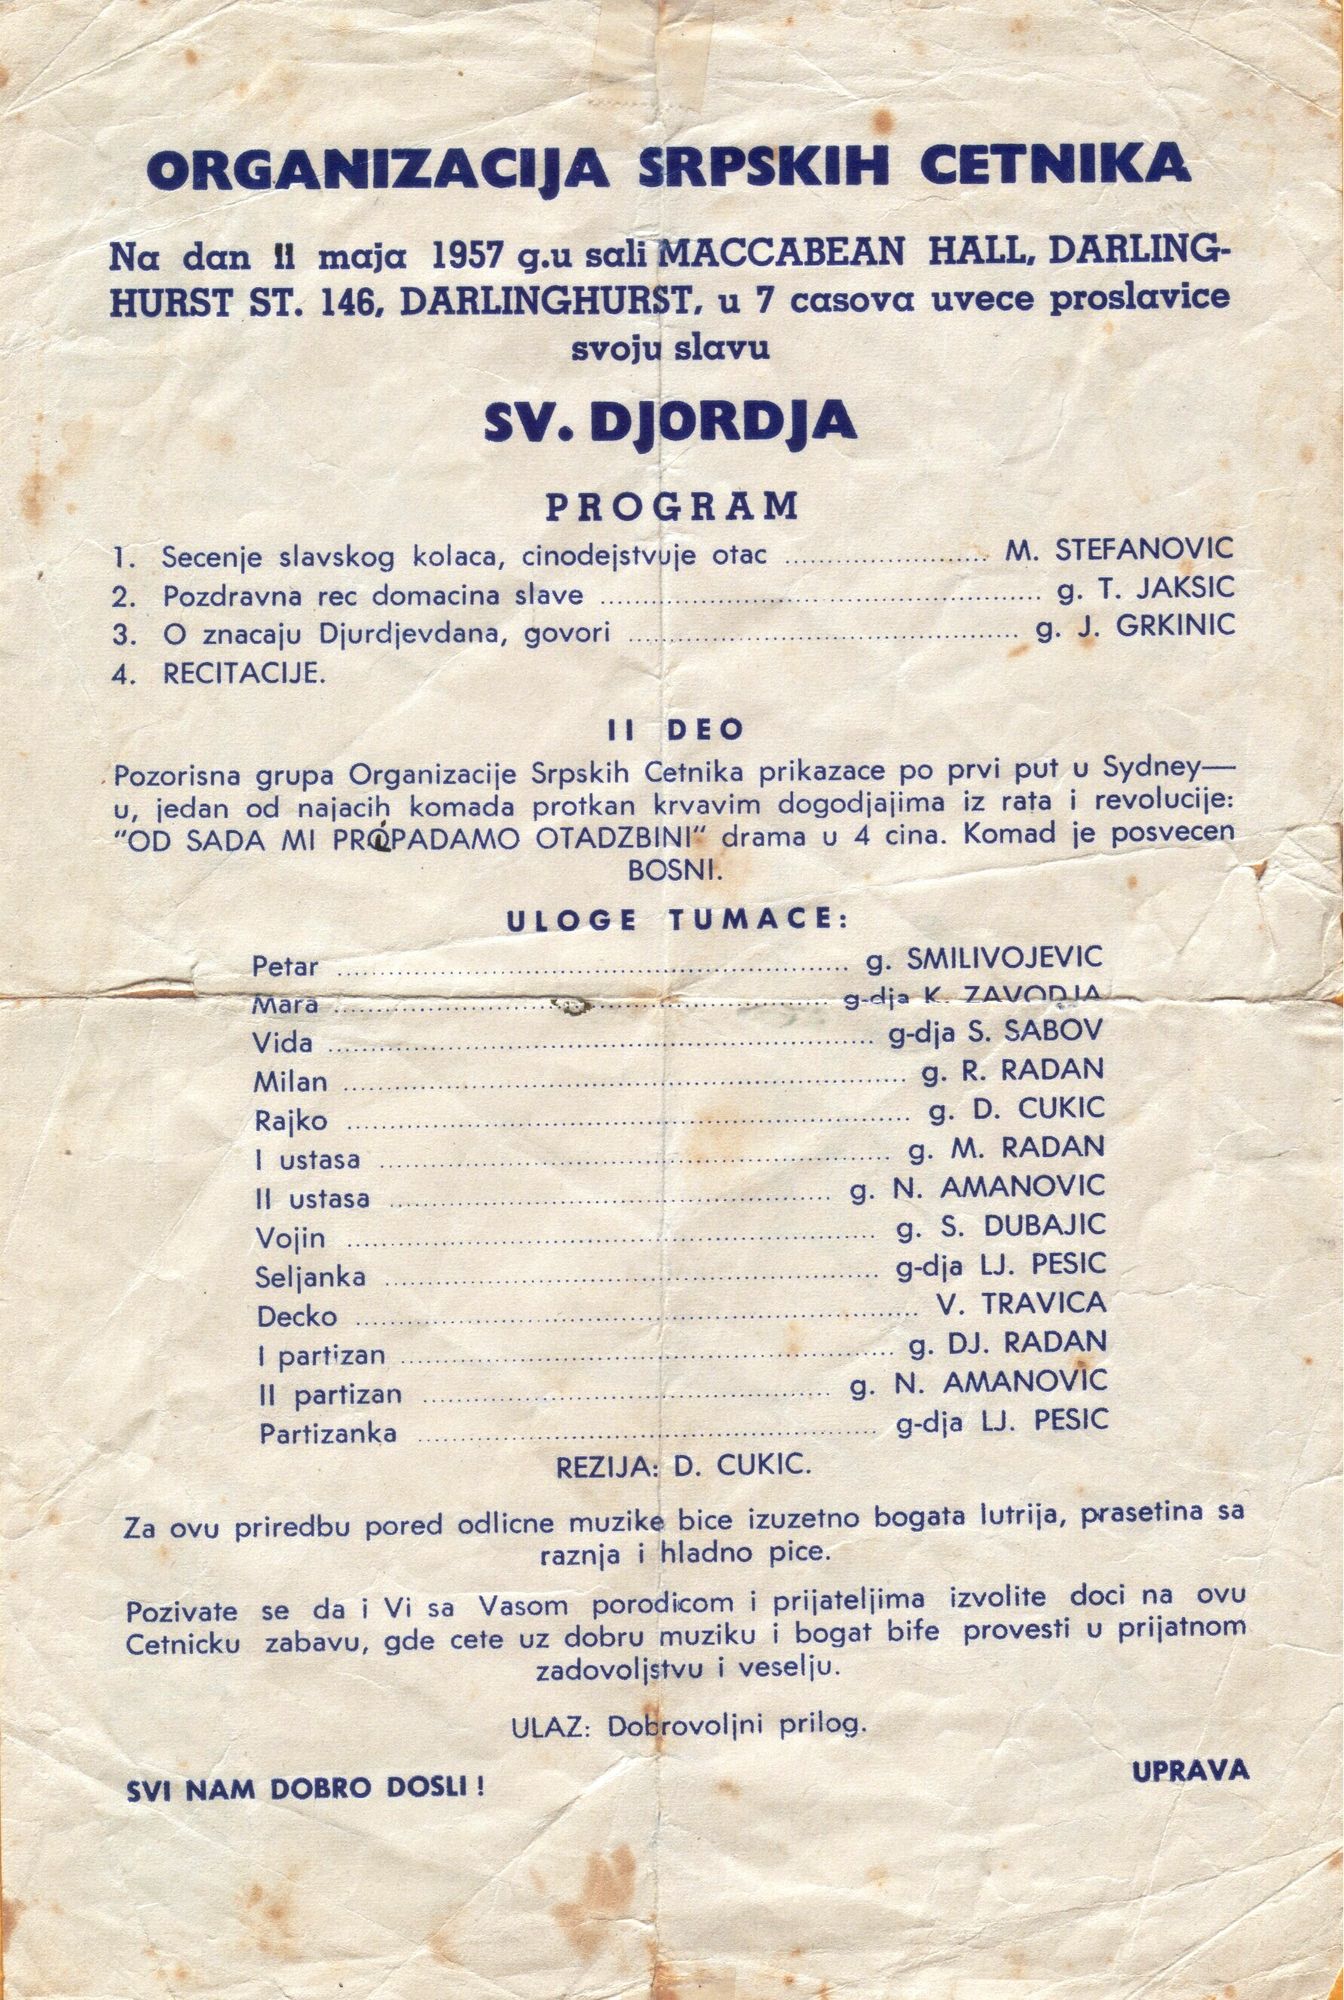 ORGANIZACIJA SRPSKIH CETNIKA
Na dan 11 maja 1957 g.u sali MACCABEAN HALL, DARLING-
HURST ST. 146, DARLINGHURST, u 7 casova uvece proslavice
svoju slavu
SV. DJORDJA
PROGRAM
1. Secenje slavskog kolaca, cinodejstvuje otac ........................ M. STEFANOVIC
2. Pozdravna rec domacina slave ........................ g. T. JAKSIC
3. O znacaju Djurdjevdana, govori ........................ g. J. GRKINIC
4. RECITACIJE.
II DEO
Pozorisna grupa Organizacije Srpskih Cetnika prikazace po prvi put u Sydney—
u, jedan od najacih komada protkan krvavim dogodjajima iz rata i revolucije:
"OD SADA MI PRIPADAMO OTADZBINI" drama u 4 cina. Komad je posvecen
BOSNI.
ULOGE TUMACE:
Petar ........................ g. SMILIVOJEVIC
Mara ........................ g-dja K. ZAVODJA
Vida ........................ g-dja S. SABOV
Milan ........................ g. R. RADAN
Rajko ........................ g. D. CUKIC
I ustasa ........................ g. M. RADAN
II ustasa ........................ g. N. AMANOVIC
Vojin ........................ g. S. DUBAJIC
Seljanka ........................ g-dja LJ. PESIC
Decko ........................ V. TRAVICA
I partizan ........................ g. DJ. RADAN
II partizan ........................ g. N. AMANOVIC
Partizanka ........................ g-dja LJ. PESIC
REZIJA: D. CUKIC.
Za ovu priredbu pored odlicne muzike bice izuzetno bogata lutrija, prasetina sa
raznja i hladno pice.
Pozivate se da i Vi sa Vasom porodicom i prijateljima izvolite doci na ovu
Cetnicku zabavu, gde cete uz dobru muziku i bogat bife provesti u prijatnom
zadovoljstvu i veselju.
ULAZ: Dobrovoljni prilog.
UPRAVA
SVI NAM DOBRO DOSLI !